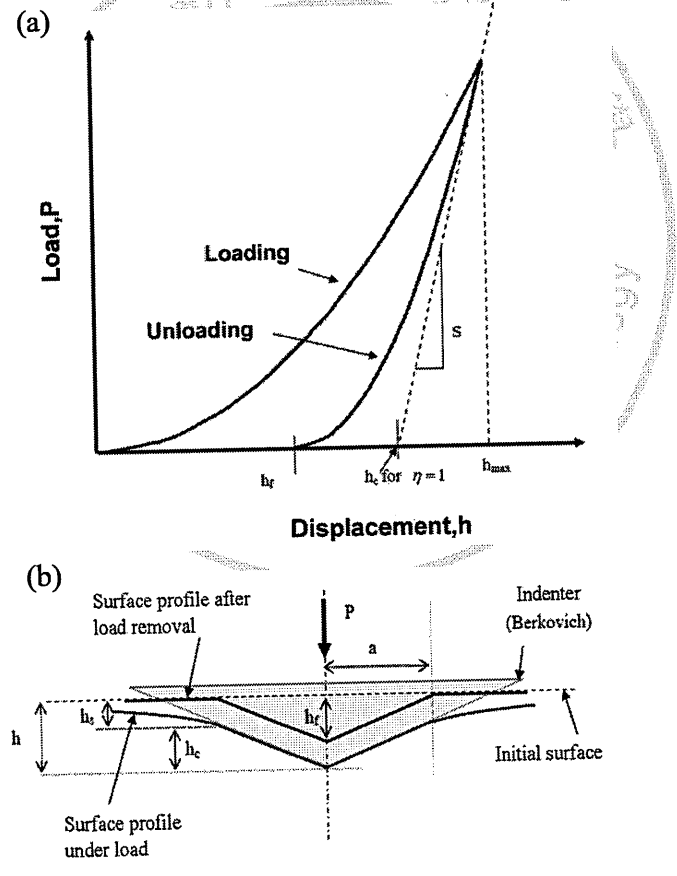 (a)
Load,P
Loading
Unloading
S
h_f
h_c for η = 1
h_max
Displacement,h
(b)
Surface profile after
load removal
P
a
Indenter
(Berkovich)
h
h_s
h_c
h_f
Initial surface
Surface profile
under load